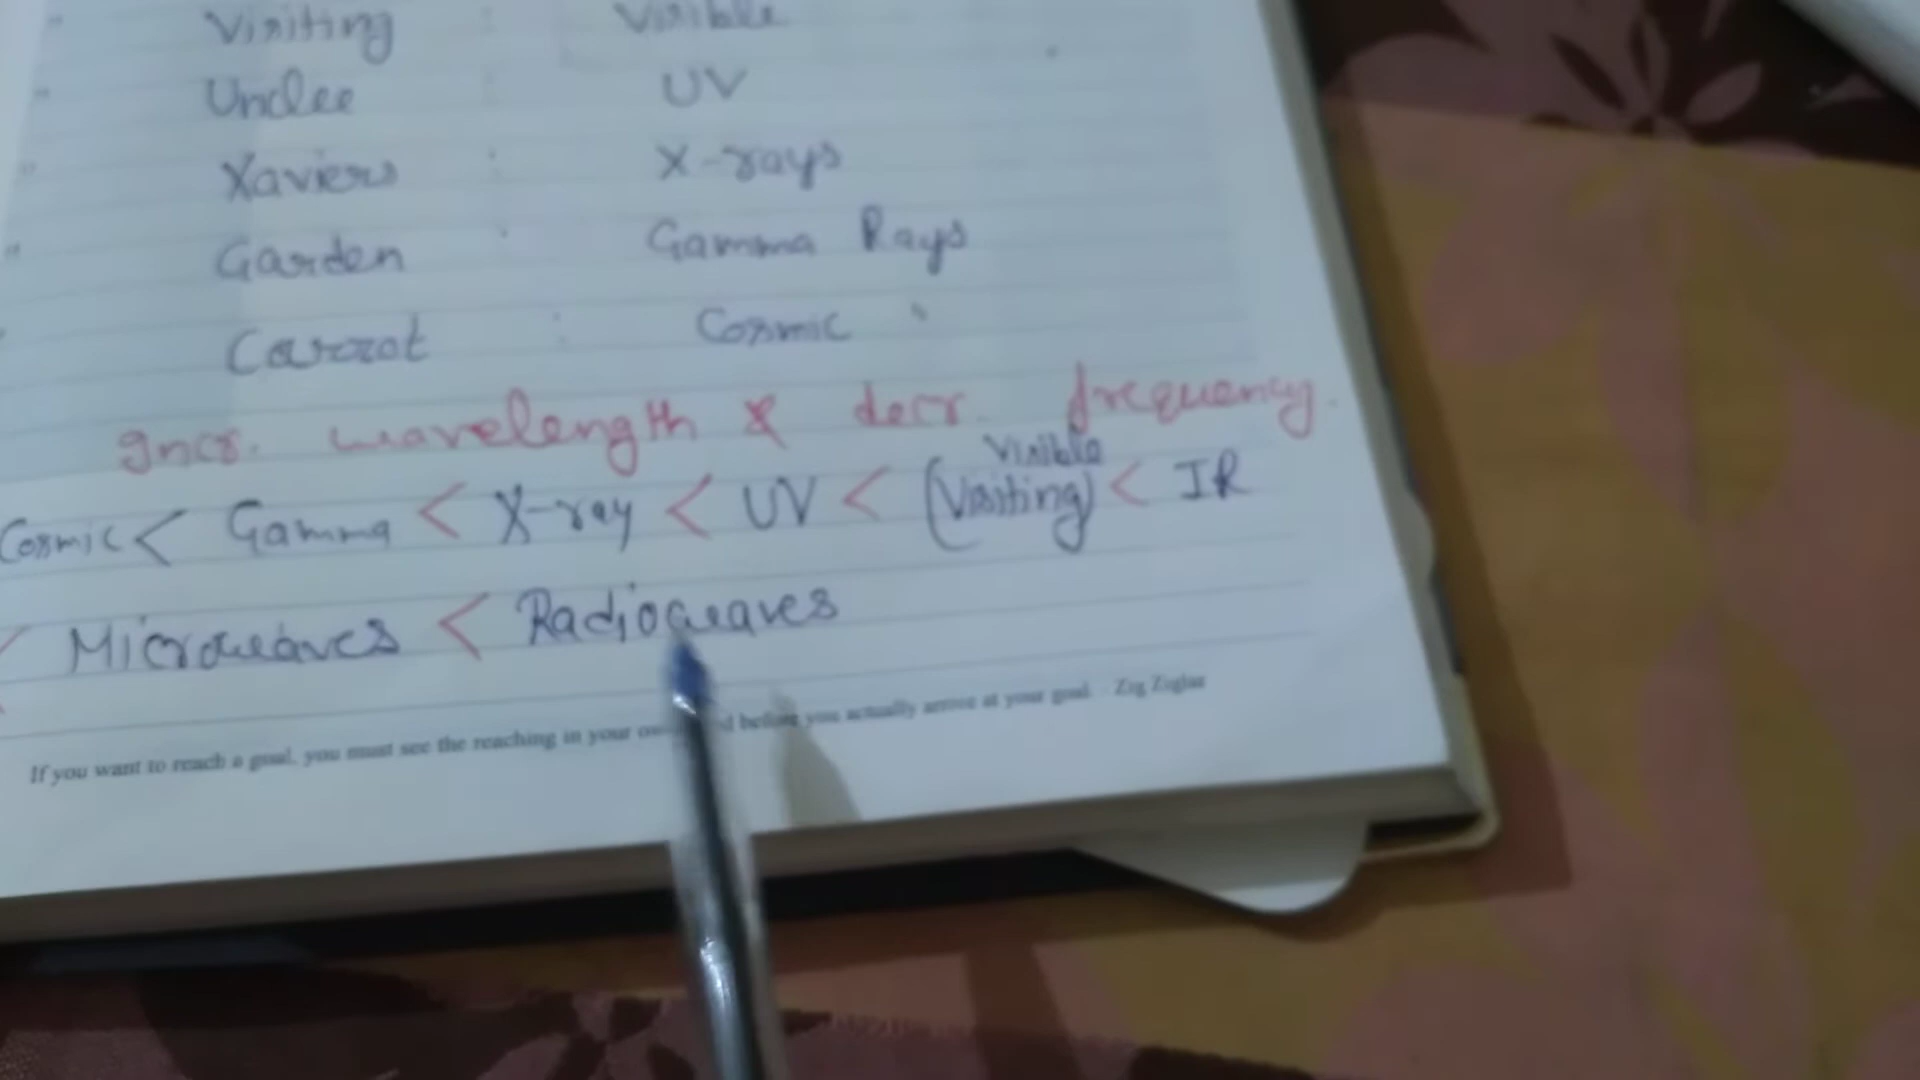 " Visiting : Visible
" Unclee : UV
" Xaviers : X-rays
" Garden : Gamma Rays
" Carrot : Cosmic "
Incr. wavelength & decr. frequency.
Visible
Cosmic < Gamma < X-ray < UV < (Visiting) < IR
< Microwaves < Radiowaves
If you want to reach a goal, you must see the reaching in your own before you actually arrive at your goal. - Zig Ziglar